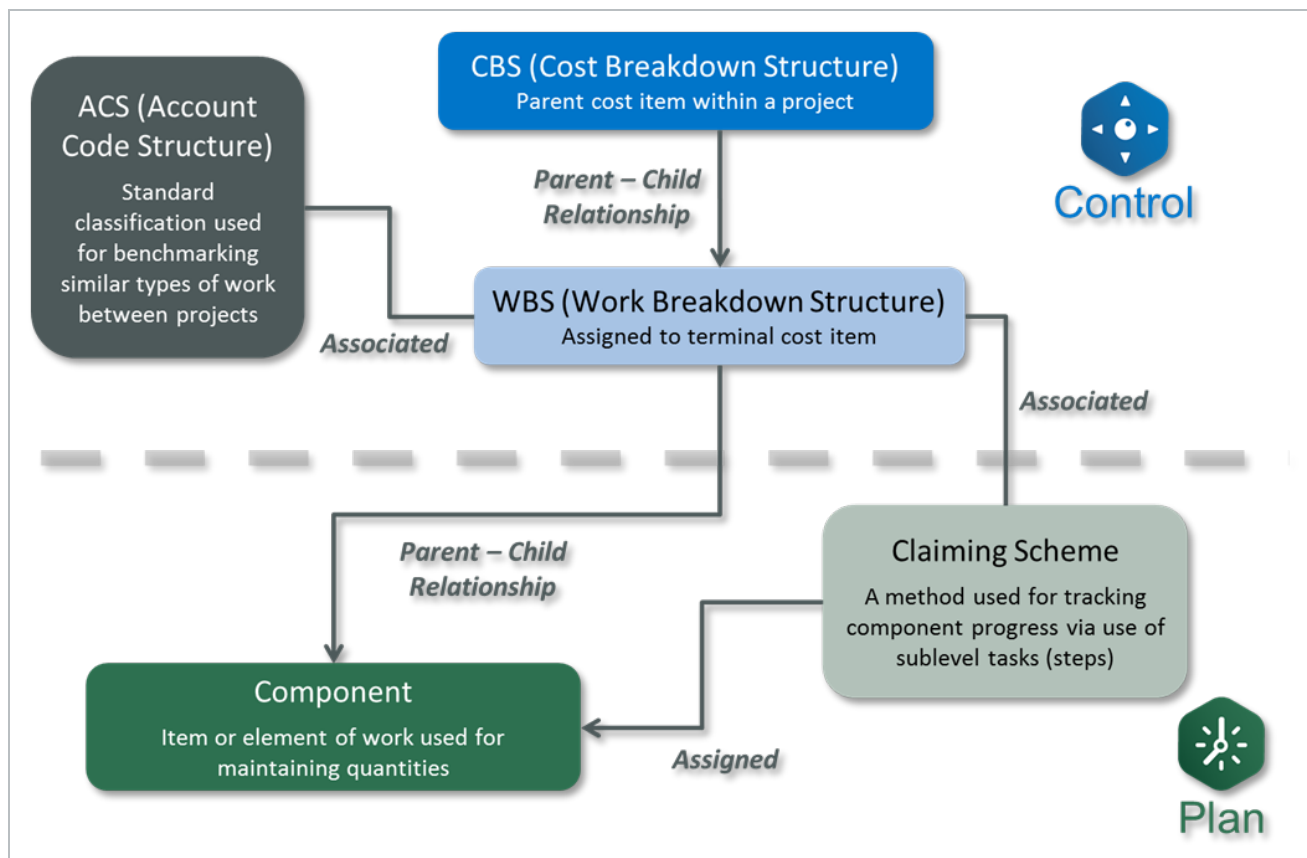 CBS (Cost Breakdown Structure)
Parent cost item within a project
ACS (Account
Code Structure)
Standard
classification used
for benchmarking
similar types of work
between projects
Control
Parent – Child
Relationship
WBS (Work Breakdown Structure)
Assigned to terminal cost item
Associated
Associated
Parent – Child
Relationship
Claiming Scheme
A method used for tracking
component progress via use of
sublevel tasks (steps)
Component
Item or element of work used for
maintaining quantities
Assigned
Plan